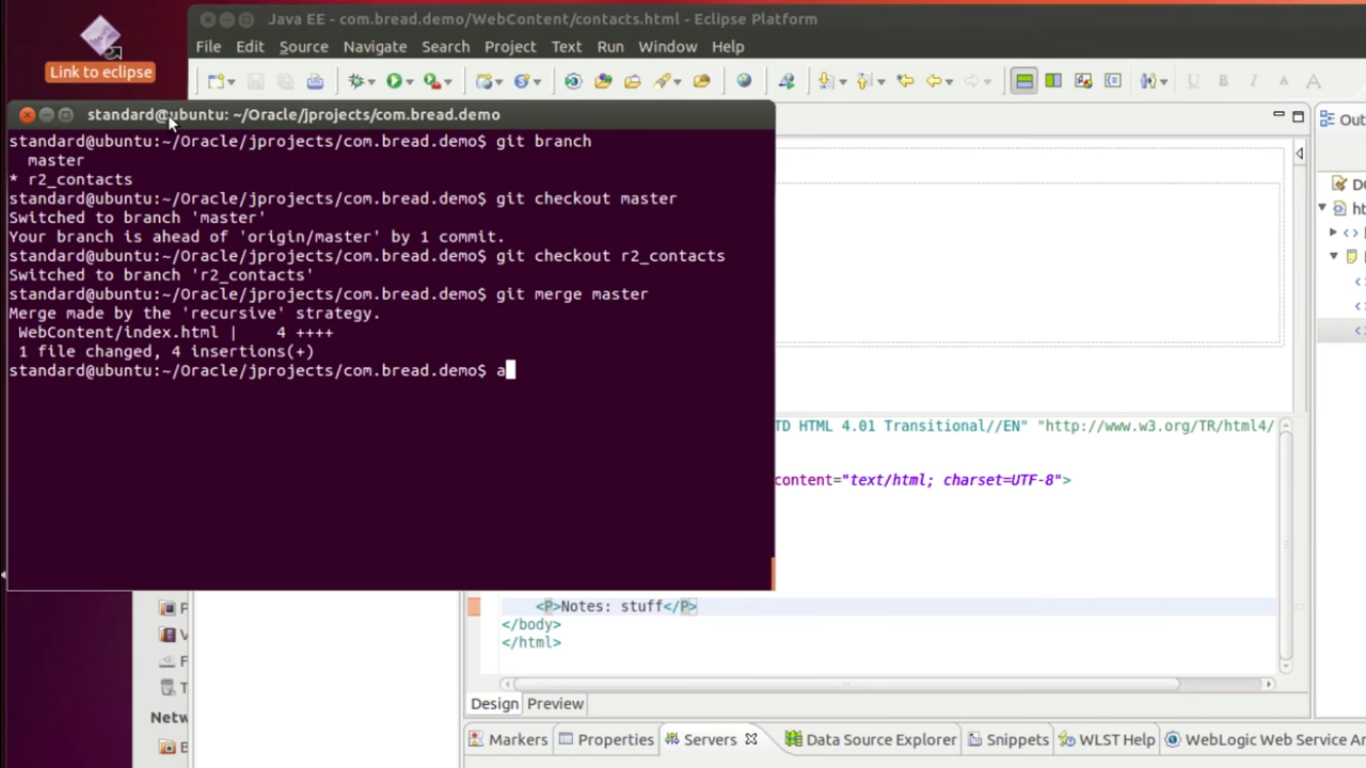 Java EE - com.bread.demo/WebContent/contacts.html - Eclipse Platform
Link to eclipse
File Edit Source Navigate Search Project Text Run Window Help
standard@ubuntu: ~/Oracle/jprojects/com.bread.demo
standard@ubuntu:~/Oracle/jprojects/com.bread.demo$ git branch
master
* r2_contacts
standard@ubuntu:~/Oracle/jprojects/com.bread.demo$ git checkout master
Switched to branch 'master'
Your branch is ahead of 'origin/master' by 1 commit.
standard@ubuntu:~/Oracle/jprojects/com.bread.demo$ git checkout r2_contacts
Switched to branch 'r2_contacts'
standard@ubuntu:~/Oracle/jprojects/com.bread.demo$ git merge master
Merge made by the 'recursive' strategy.
WebContent/index.html | 4 ++++
1 file changed, 4 insertions(+)
standard@ubuntu:~/Oracle/jprojects/com.bread.demo$ a
Out
DO
ht
TD HTML 4.01 Transitional//EN" "http://www.w3.org/TR/html4/
content="text/html; charset=UTF-8">
<P>Notes: stuff</P>
</body>
</html>
Design Preview
Netw
Markers Properties Servers Data Source Explorer Snippets WLST Help WebLogic Web Service An